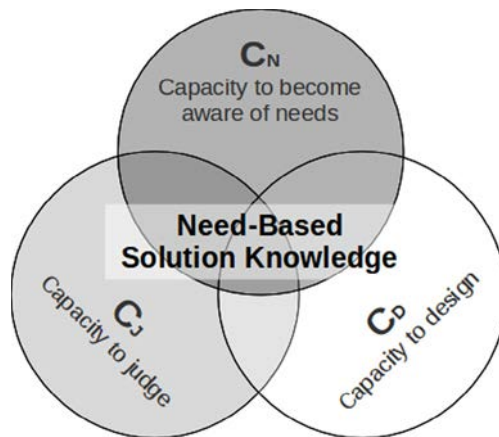 CN
Capacity to become
aware of needs
Need-Based
Solution Knowledge
CJ
Capacity to judge
CD
Capacity to design